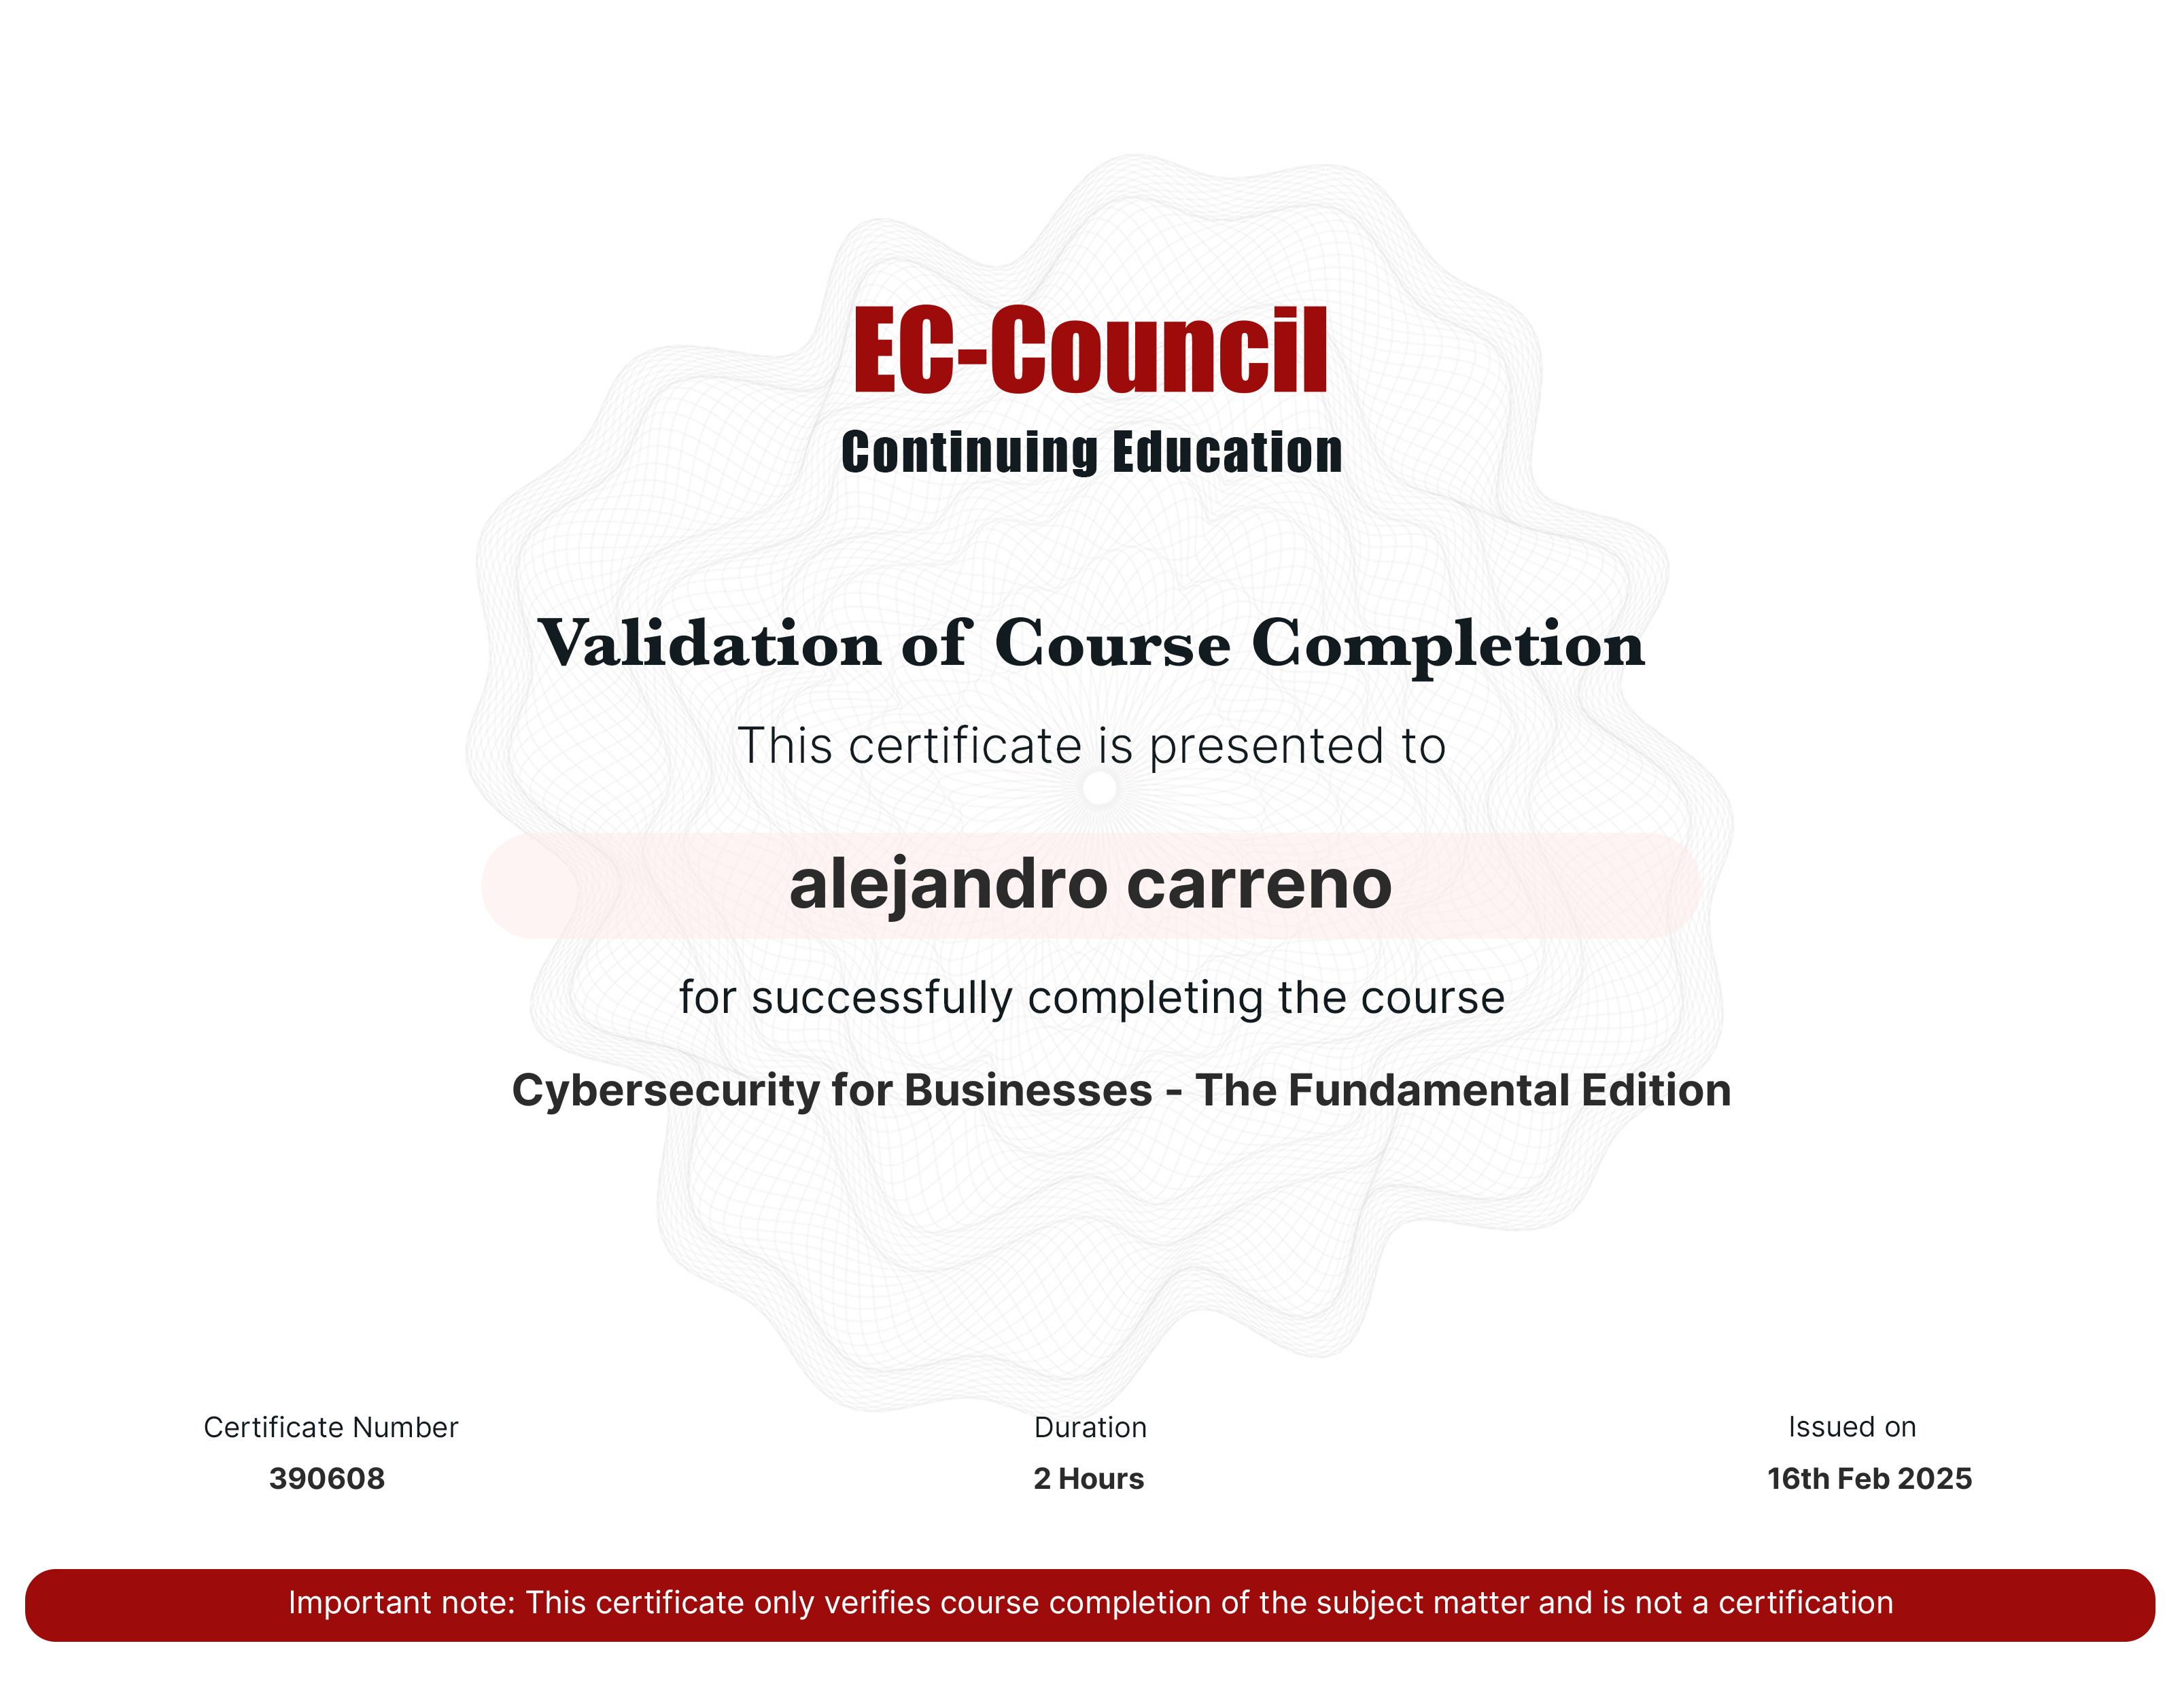 EC-Council
Continuing Education
Validation of Course Completion
This certificate is presented to
alejandro carreno
for successfully completing the course
Cybersecurity for Businesses - The Fundamental Edition
Certificate Number
390608
Duration
2 Hours
Issued on
16th Feb 2025
Important note: This certificate only verifies course completion of the subject matter and is not a certification